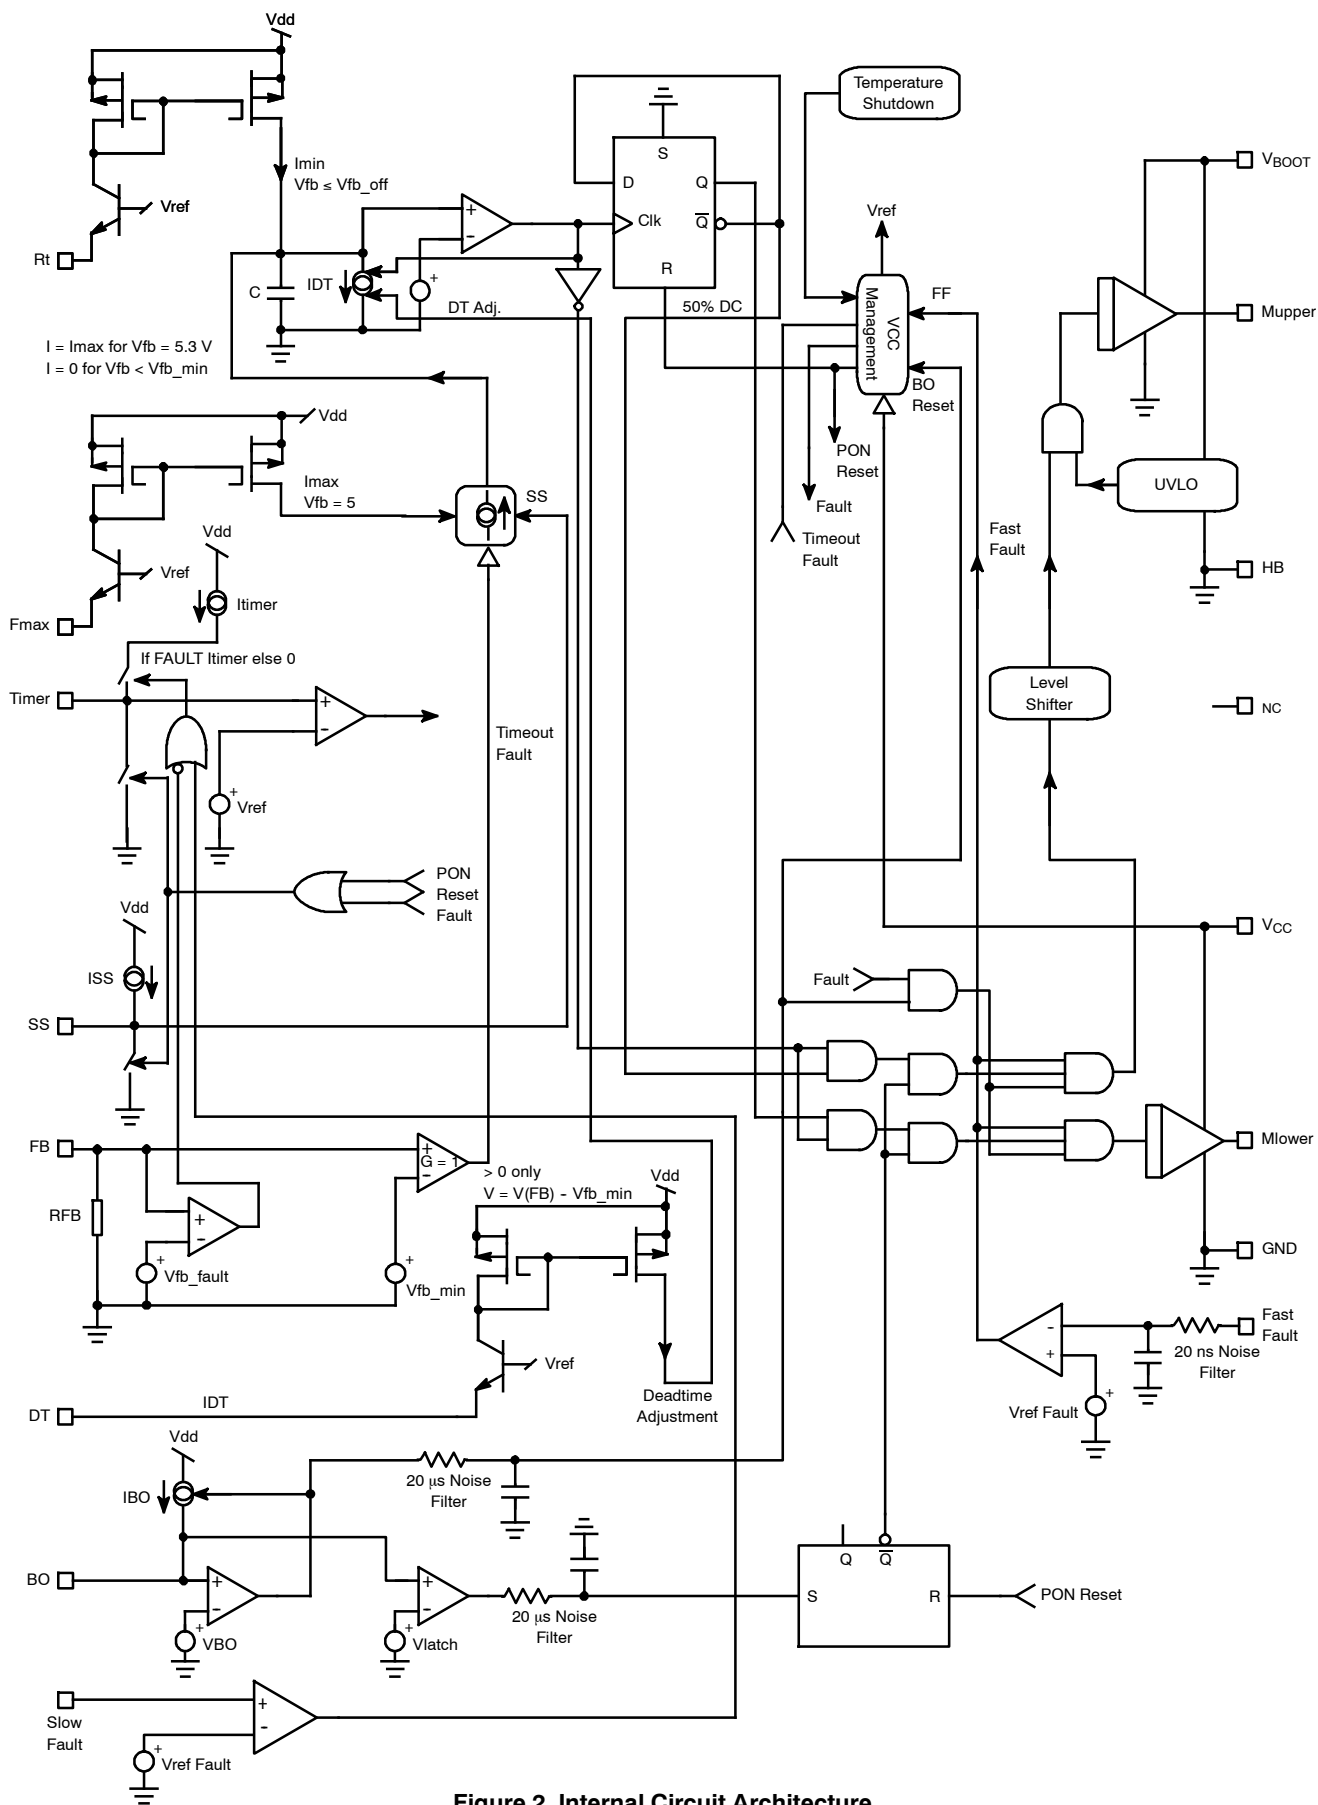 Vdd
Temperature
Shutdown
S
D
Q
Imin
Vfb ≤ Vfb_off
VBOOT
Vref
+
-
Clk
Q
Vref
Rt
R
C
IDT
+
DT Adj.
50% DC
VCC
Management
FF
Mupper
I = Imax for Vfb = 5.3 V
I = 0 for Vfb < Vfb_min
BO
Reset
Vdd
PON
Reset
Imax
Vfb = 5
SS
Fault
UVLO
Vdd
Timeout
Fault
Fast
Fault
Vref
HB
Itimer
Fmax
If FAULT Itimer else 0
Timer
+
-
Level
Shifter
NC
Timeout
Fault
+
Vref
PON
Reset
Fault
Vdd
VCC
ISS
Fault
SS
FB
+
G = 1
-
Mlower
> 0 only
V = V(FB) - Vfb_min
Vdd
RFB
+
-
+
Vfb_fault
+
Vfb_min
GND
Vref
Fast
Fault
-
+
20 ns Noise
Filter
Deadtime
Adjustment
DT
IDT
Vref Fault
+
Vdd
20 μs Noise
Filter
IBO
Q
Q
BO
+
-
+
-
S
R
PON Reset
20 μs Noise
Filter
+
VBO
+
Vlatch
Slow
Fault
+
-
+
Vref Fault
Figure 2. Internal Circuit Architecture